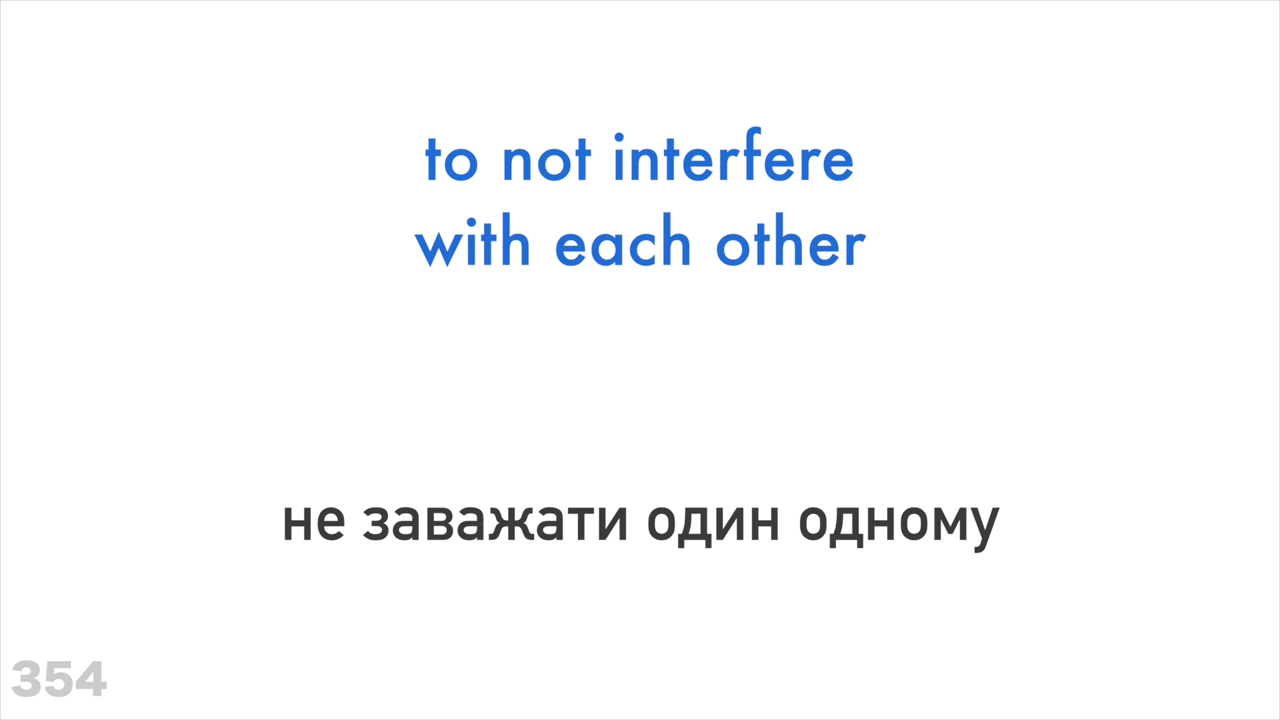 to not interfere
with each other
не заважати один одному
354